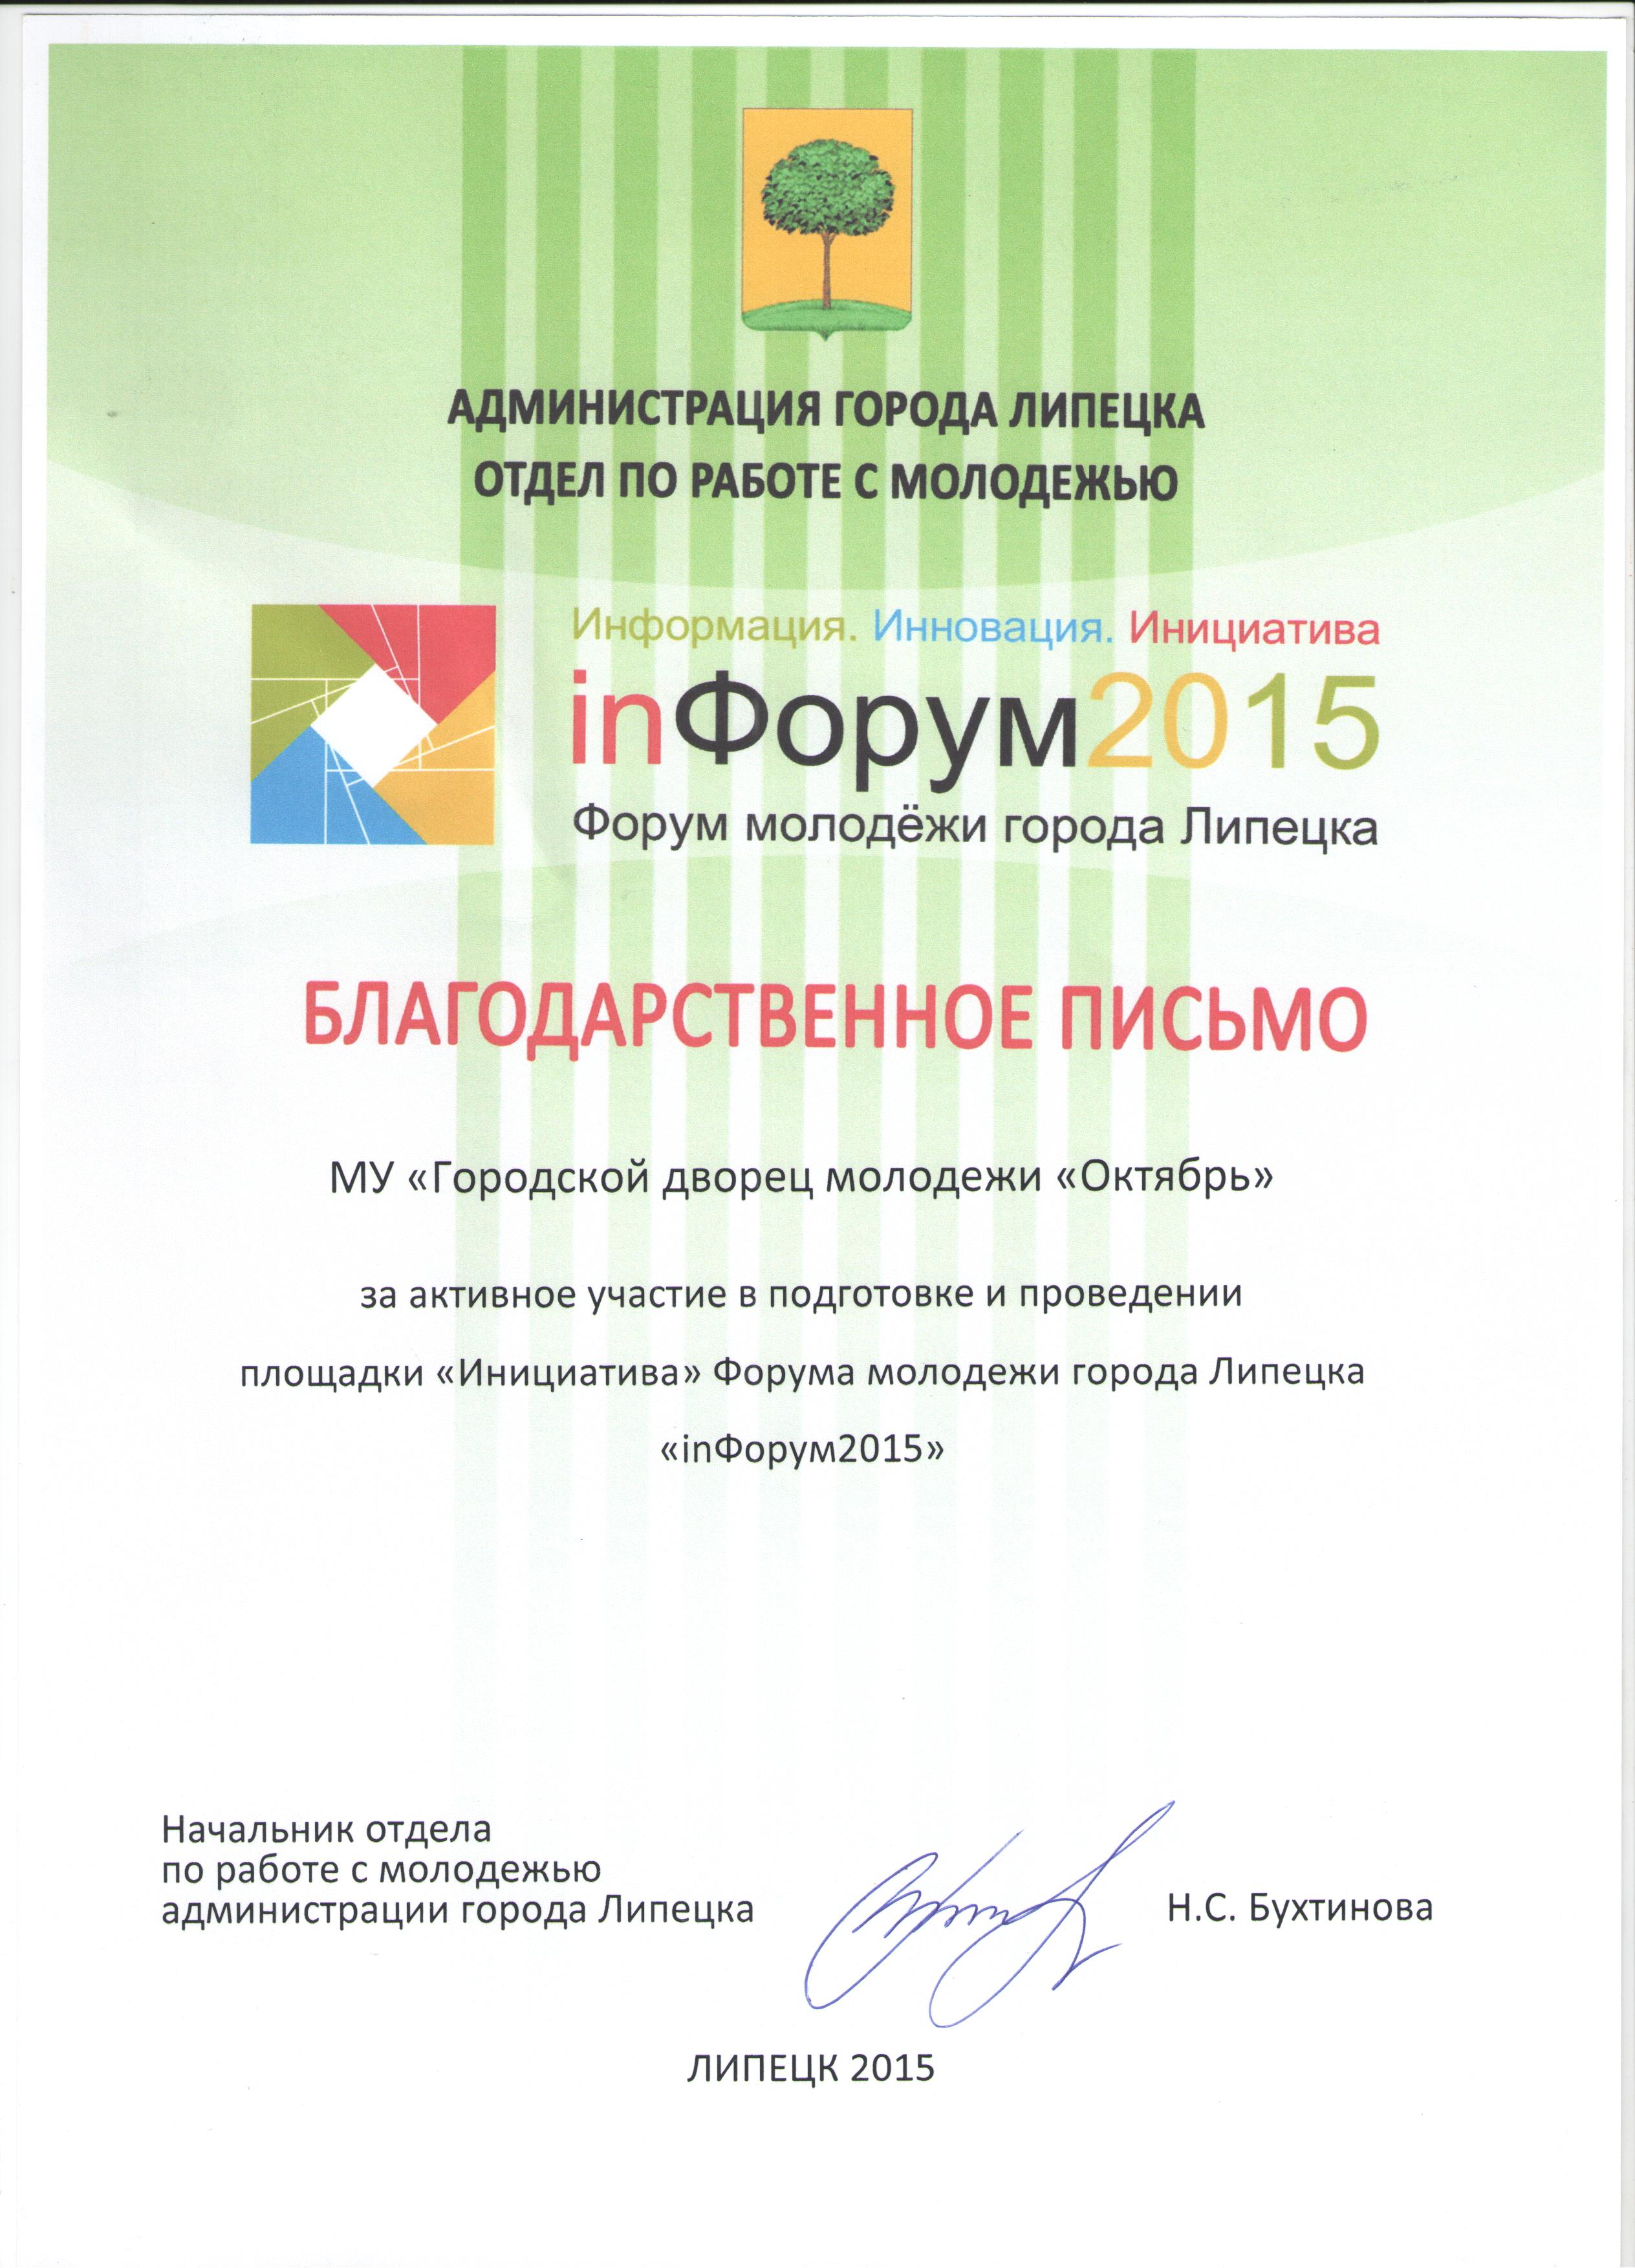 АДМИНИСТРАЦИЯ ГОРОДА ЛИПЕЦКА
ОТДЕЛ ПО РАБОТЕ С МОЛОДЕЖЬЮ
Информация. Инновация. Инициатива
inФорум2015
Форум молодёжи города Липецка
БЛАГОДАРСТВЕННОЕ ПИСЬМО
МУ «Городской дворец молодежи «Октябрь»
за активное участие в подготовке и проведении
площадки «Инициатива» Форума молодежи города Липецка
«inФорум2015»
Начальник отдела
по работе с молодежью
администрации города Липецка
Н.С. Бухтинова
ЛИПЕЦК 2015